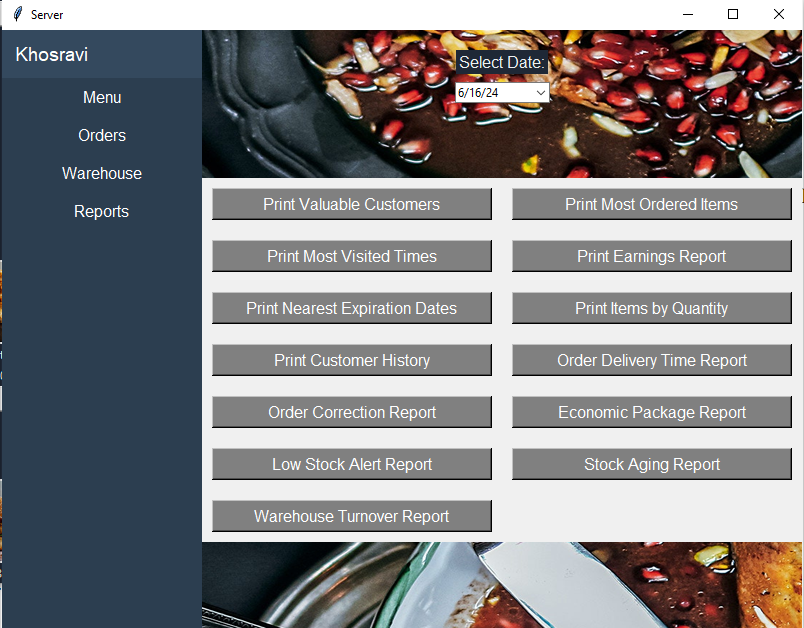 Server
Khosravi
Menu
Orders
Warehouse
Reports
Select Date:
6/16/24
Print Valuable Customers
Print Most Ordered Items
Print Most Visited Times
Print Earnings Report
Print Nearest Expiration Dates
Print Items by Quantity
Print Customer History
Order Delivery Time Report
Order Correction Report
Economic Package Report
Low Stock Alert Report
Stock Aging Report
Warehouse Turnover Report